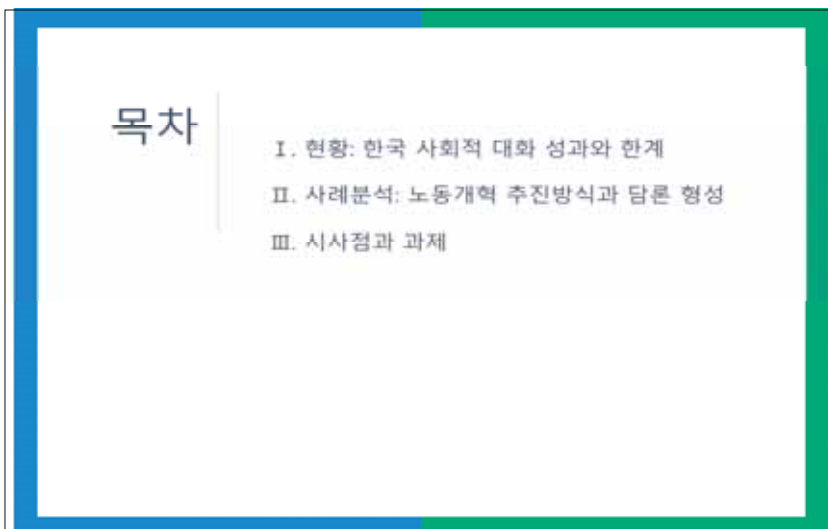 목차
Ⅰ. 현황: 한국 사회적 대화 성과와 한계
Ⅱ. 사례분석: 노동개혁 추진방식과 담론 형성
Ⅲ. 시사점과 과제